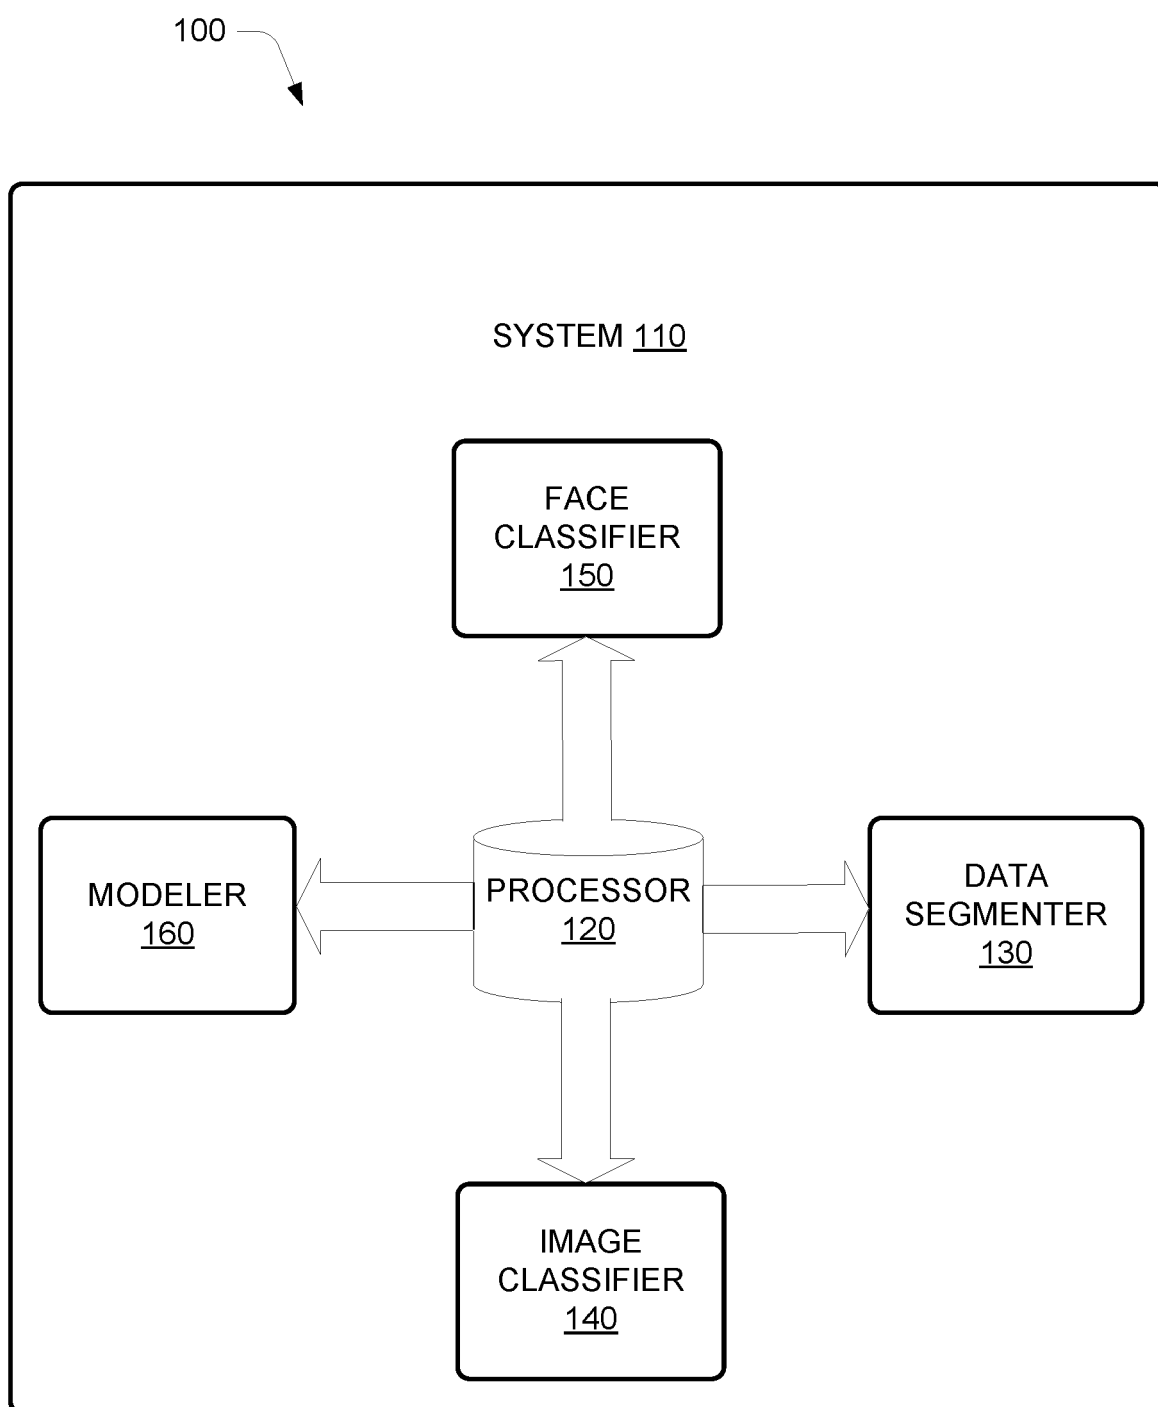 100
SYSTEM 110
FACE
CLASSIFIER
150
MODELER
160
PROCESSOR
120
DATA
SEGMENTER
130
IMAGE
CLASSIFIER
140